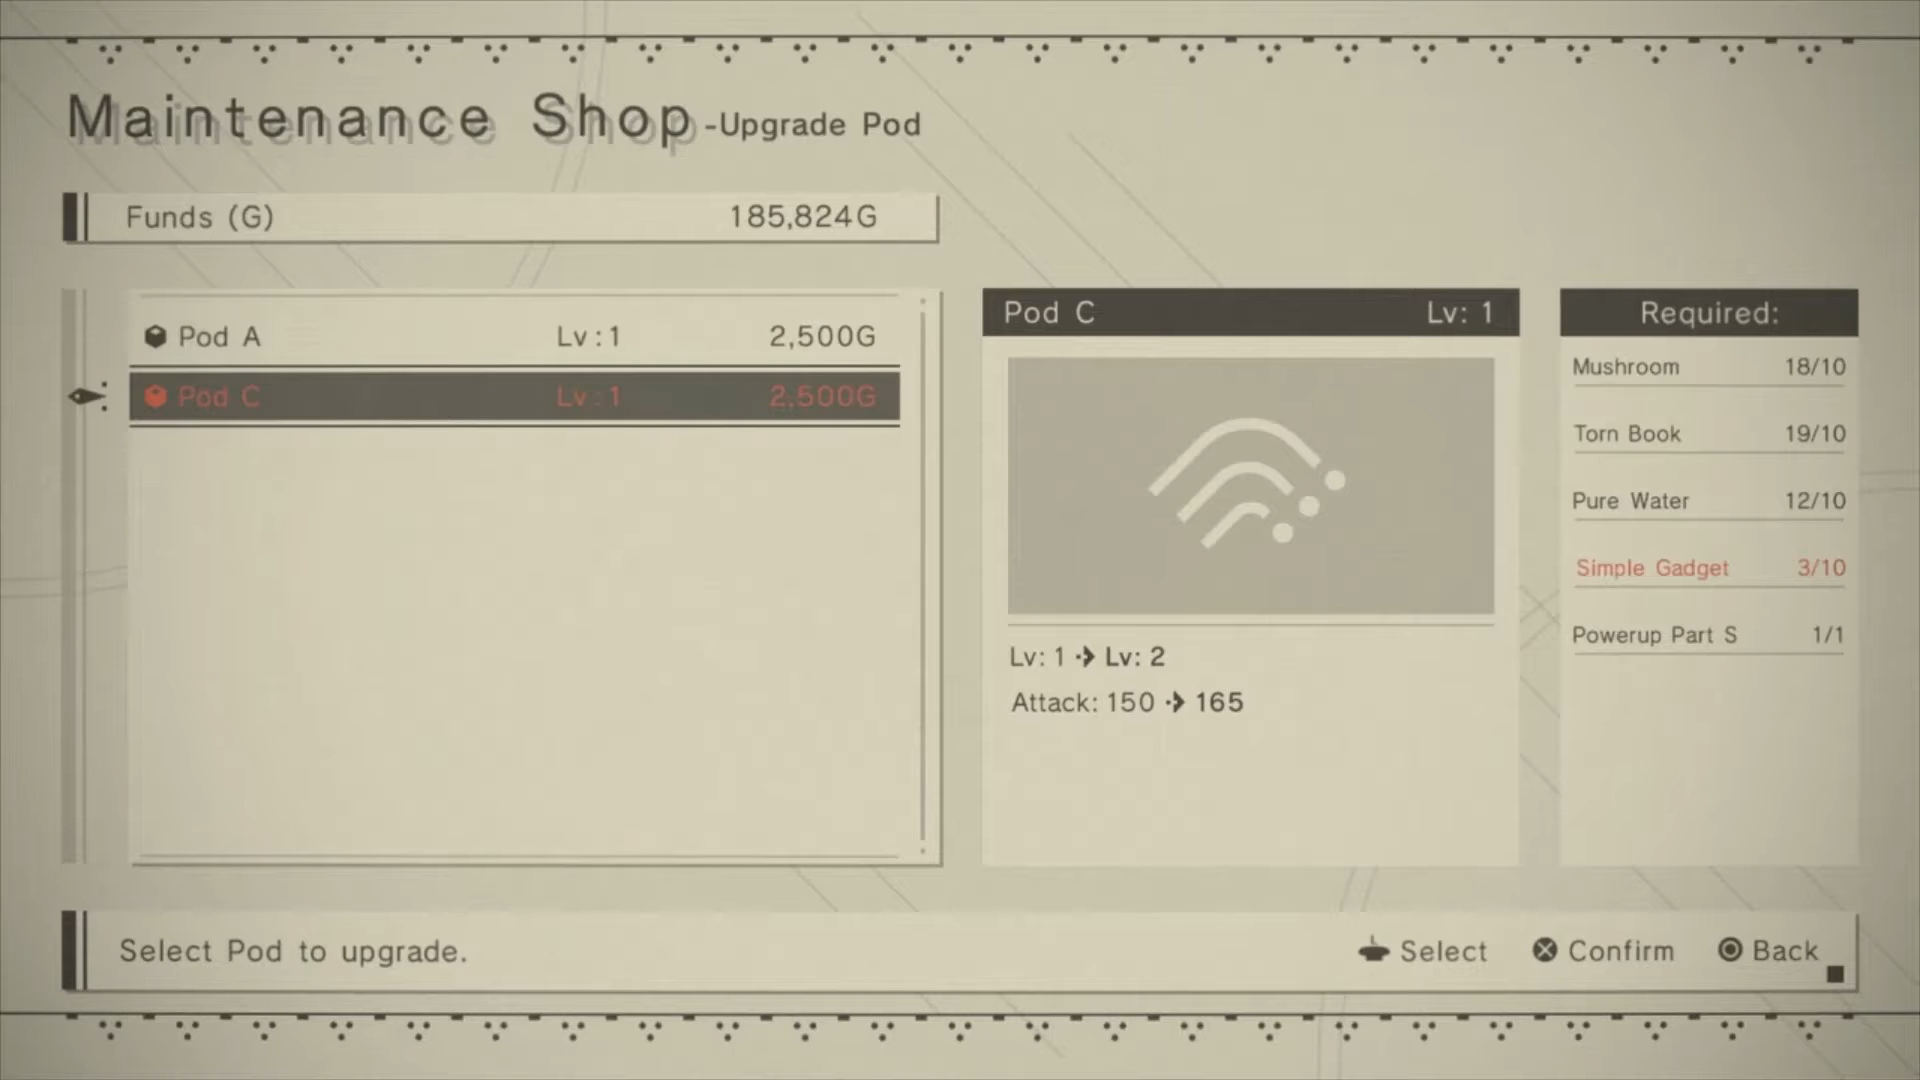 Maintenance Shop -Upgrade Pod
Funds (G) 185,824G
Pod A Lv:1 2,500G
Pod C Lv:1 2,500G
Pod C Lv: 1
Lv: 1 Lv: 2
Attack: 150 165
Required:
Mushroom 18/10
Torn Book 19/10
Pure Water 12/10
Simple Gadget 3/10
Powerup Part S 1/1
Select Pod to upgrade.
Select Confirm Back